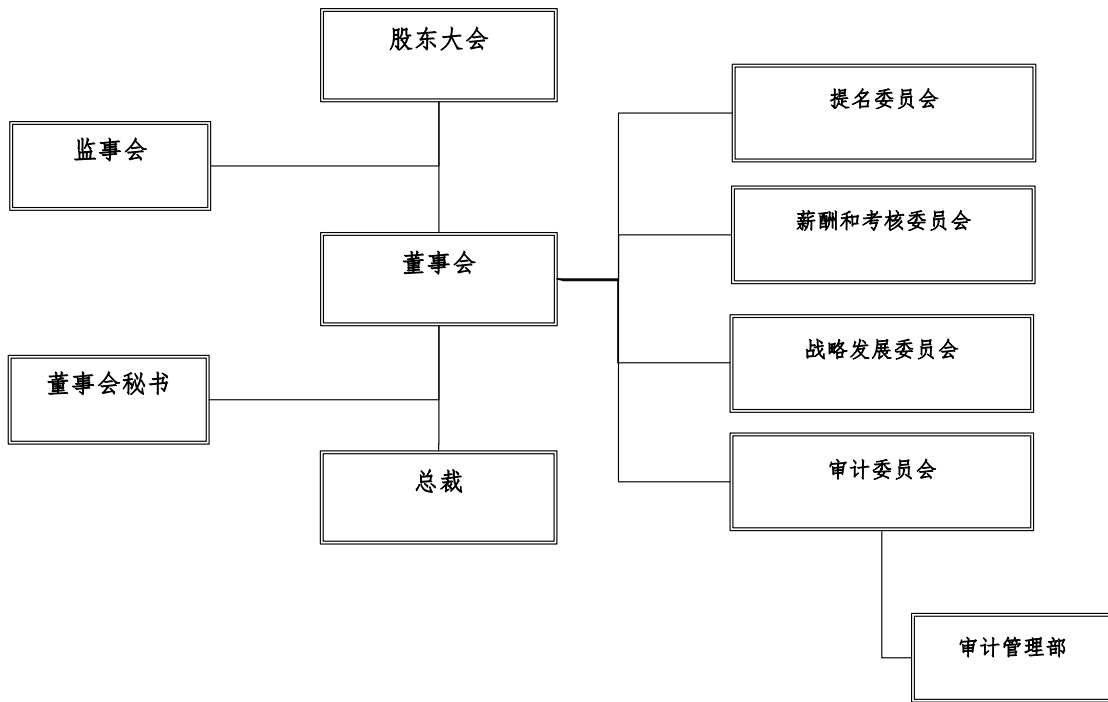 股东大会
提名委员会
监事会
薪酬和考核委员会
董事会
战略发展委员会
董事会秘书
总裁
审计委员会
审计管理部